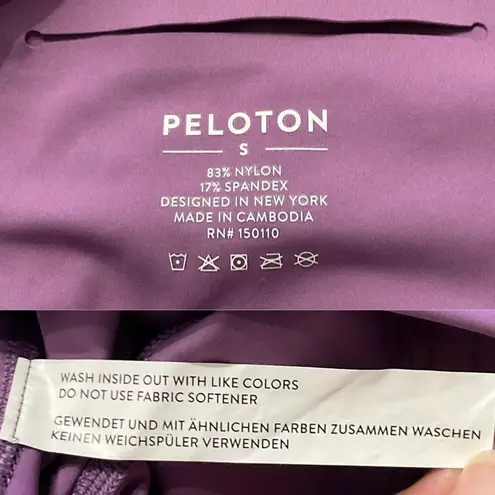 PELOTON
S
83% NYLON
17% SPANDEX
DESIGNED IN NEW YORK
MADE IN CAMBODIA
RN# 150110
WASH INSIDE OUT WITH LIKE COLORS
DO NOT USE FABRIC SOFTENER
GEWENDET UND MIT ÄHNLICHEN FARBEN ZUSAMMEN WASCHEN
KEINEN WEICHSPÜLER VERWENDEN